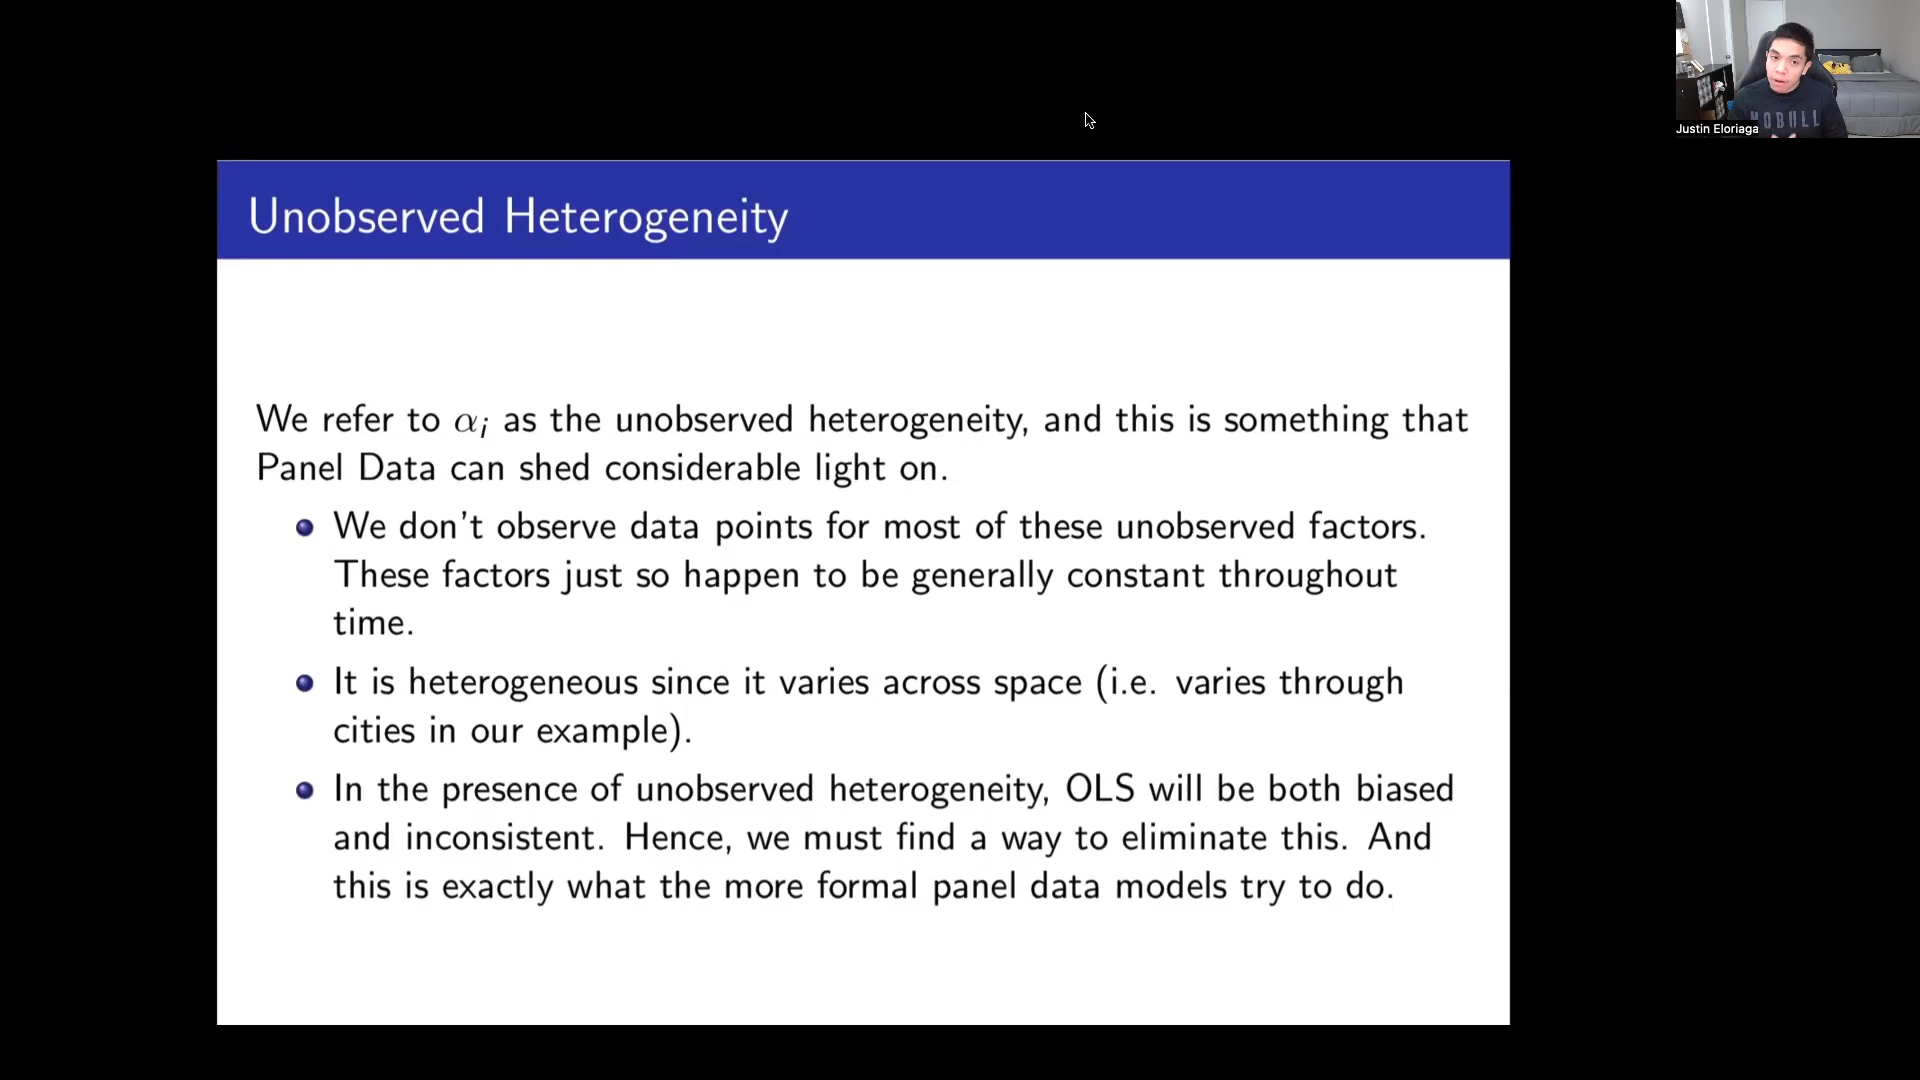 Justin Eloriaga
NOBULL
Unobserved Heterogeneity
We refer to αᵢ as the unobserved heterogeneity, and this is something that
Panel Data can shed considerable light on.
We don't observe data points for most of these unobserved factors.
These factors just so happen to be generally constant throughout
time.
It is heterogeneous since it varies across space (i.e. varies through
cities in our example).
In the presence of unobserved heterogeneity, OLS will be both biased
and inconsistent. Hence, we must find a way to eliminate this. And
this is exactly what the more formal panel data models try to do.